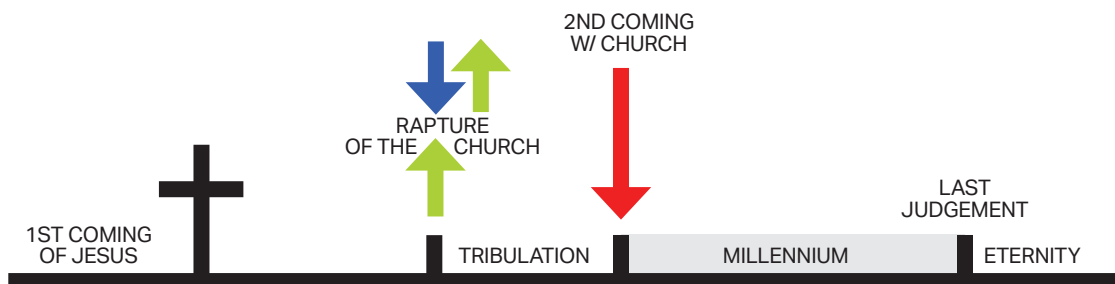 1ST COMING
OF JESUS
RAPTURE
OF THE CHURCH
TRIBULATION
2ND COMING
W/ CHURCH
MILLENNIUM
LAST
JUDGEMENT
ETERNITY